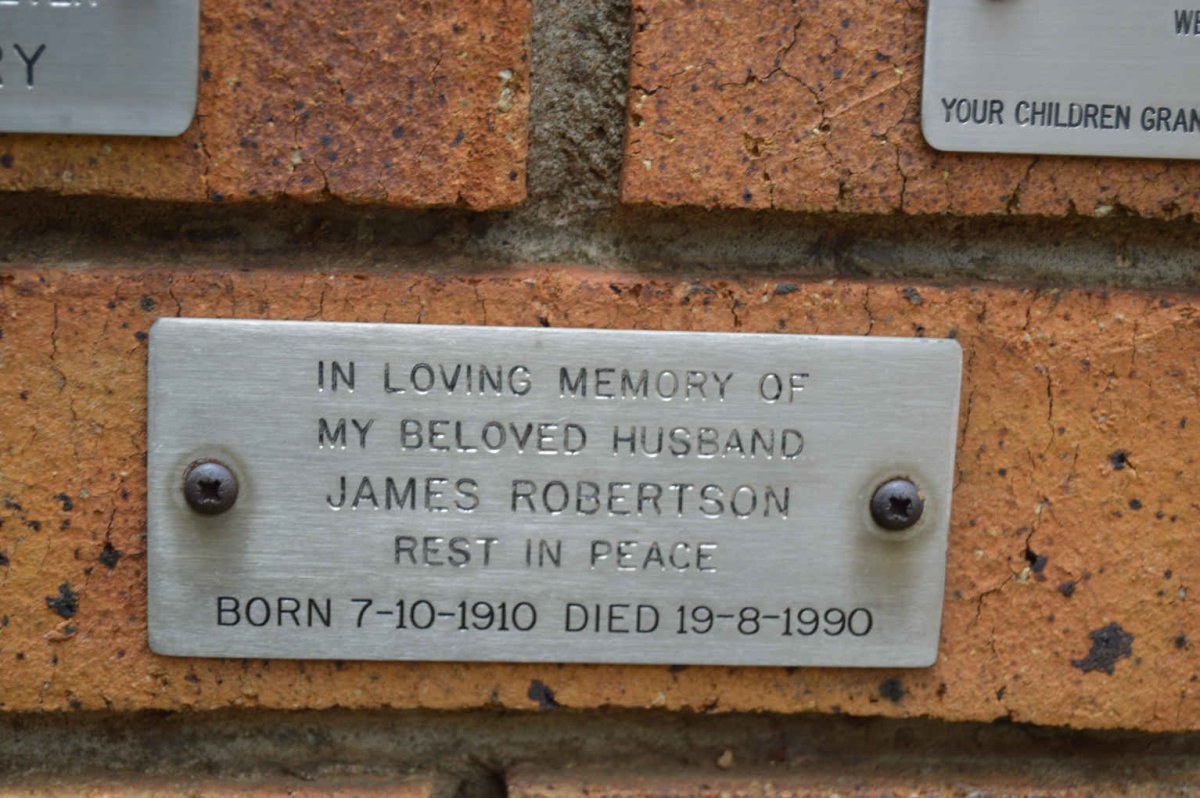 RY
WE
YOUR CHILDREN GRAN
IN LOVING MEMORY OF
MY BELOVED HUSBAND
JAMES ROBERTSON
REST IN PEACE
BORN 7-10-1910 DIED 19-8-1990